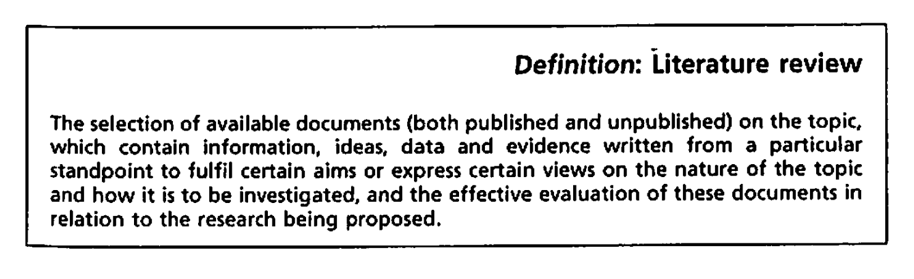 Definition: Literature review
The selection of available documents (both published and unpublished) on the topic,
which contain information, ideas, data and evidence written from a particular
standpoint to fulfil certain aims or express certain views on the nature of the topic
and how it is to be investigated, and the effective evaluation of these documents in
relation to the research being proposed.